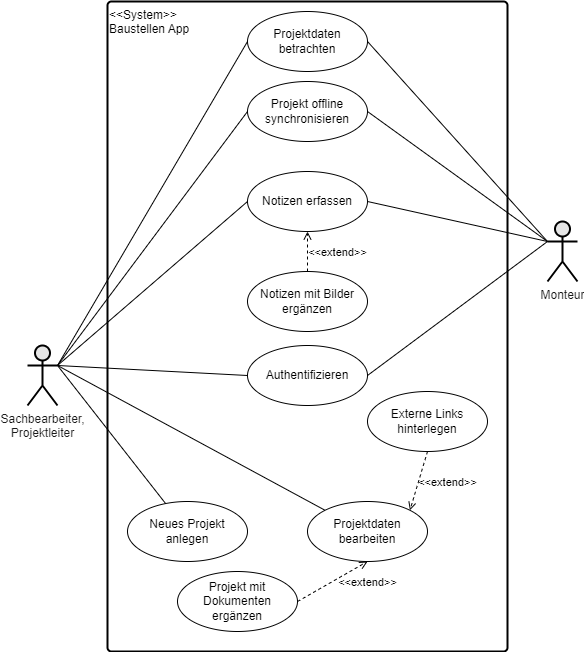 <<System>>
Baustellen App
Projektdaten
betrachten
Projekt offline
synchronisieren
Notizen erfassen
<<extend>>
Notizen mit Bilder
ergänzen
Monteur
Authentifizieren
Sachbearbeiter,
Projektleiter
Externe Links
hinterlegen
<<extend>>
Neues Projekt
anlegen
Projektdaten
bearbeiten
<<extend>>
Projekt mit
Dokumenten
ergänzen